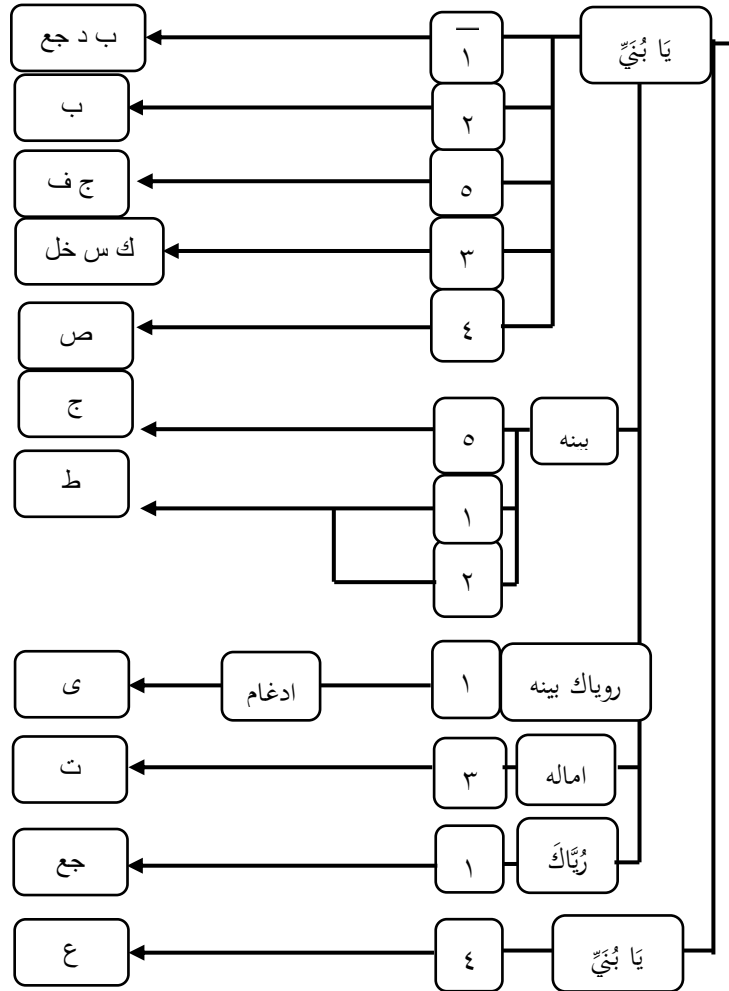 يَا بُنَيِّ ١ ب د جع
٢ ب
٥ ج ف
٣ ك س خل
٤ ص
بينه ٥ ج
١ ط
٢
روياك بينه ١ ادغام ى
اماله ٣ ت
رُيَّاكَ ١ جع
يَا بُنَيِّ ٤ ع